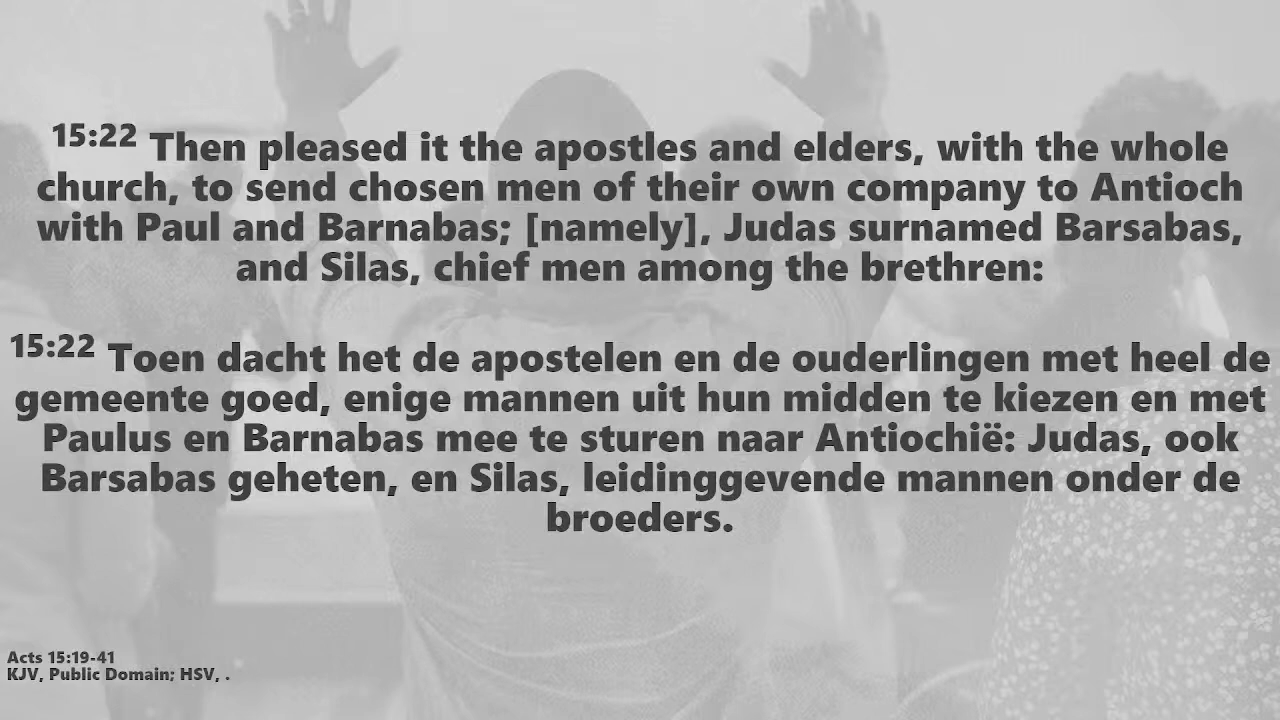 15:22 Then pleased it the apostles and elders, with the whole
church, to send chosen men of their own company to Antioch
with Paul and Barnabas; [namely], Judas surnamed Barsabas,
and Silas, chief men among the brethren:
15:22 Toen dacht het de apostelen en de ouderlingen met heel de
gemeente goed, enige mannen uit hun midden te kiezen en met
Paulus en Barnabas mee te sturen naar Antiochië: Judas, ook
Barsabas geheten, en Silas, leidinggevende mannen onder de
broeders.
Acts 15:19-41
KJV, Public Domain; HSV, .